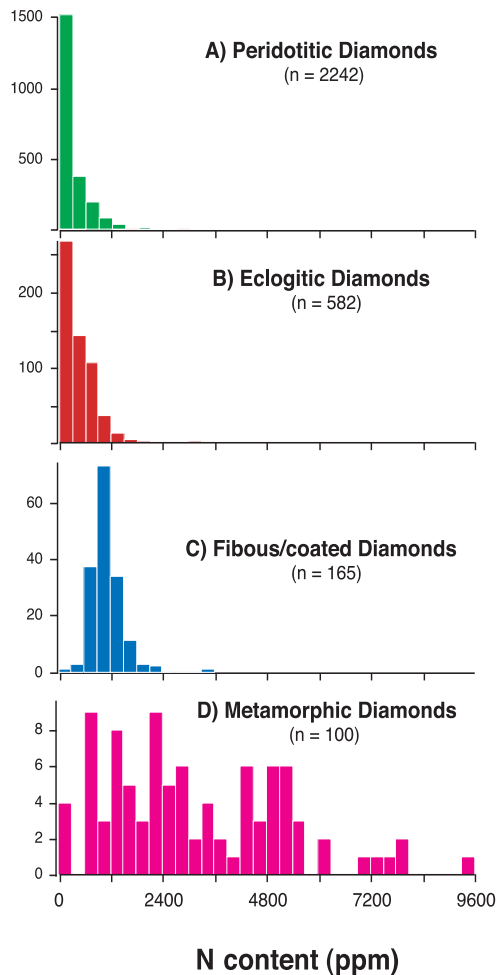 1500
1000
500
A) Peridotitic Diamonds
(n = 2242)
200
100
B) Eclogitic Diamonds
(n = 582)
60
40
20
0
C) Fibous/coated Diamonds
(n = 165)
8
6
4
2
0
D) Metamorphic Diamonds
(n = 100)
0 2400 4800 7200 9600
N content (ppm)